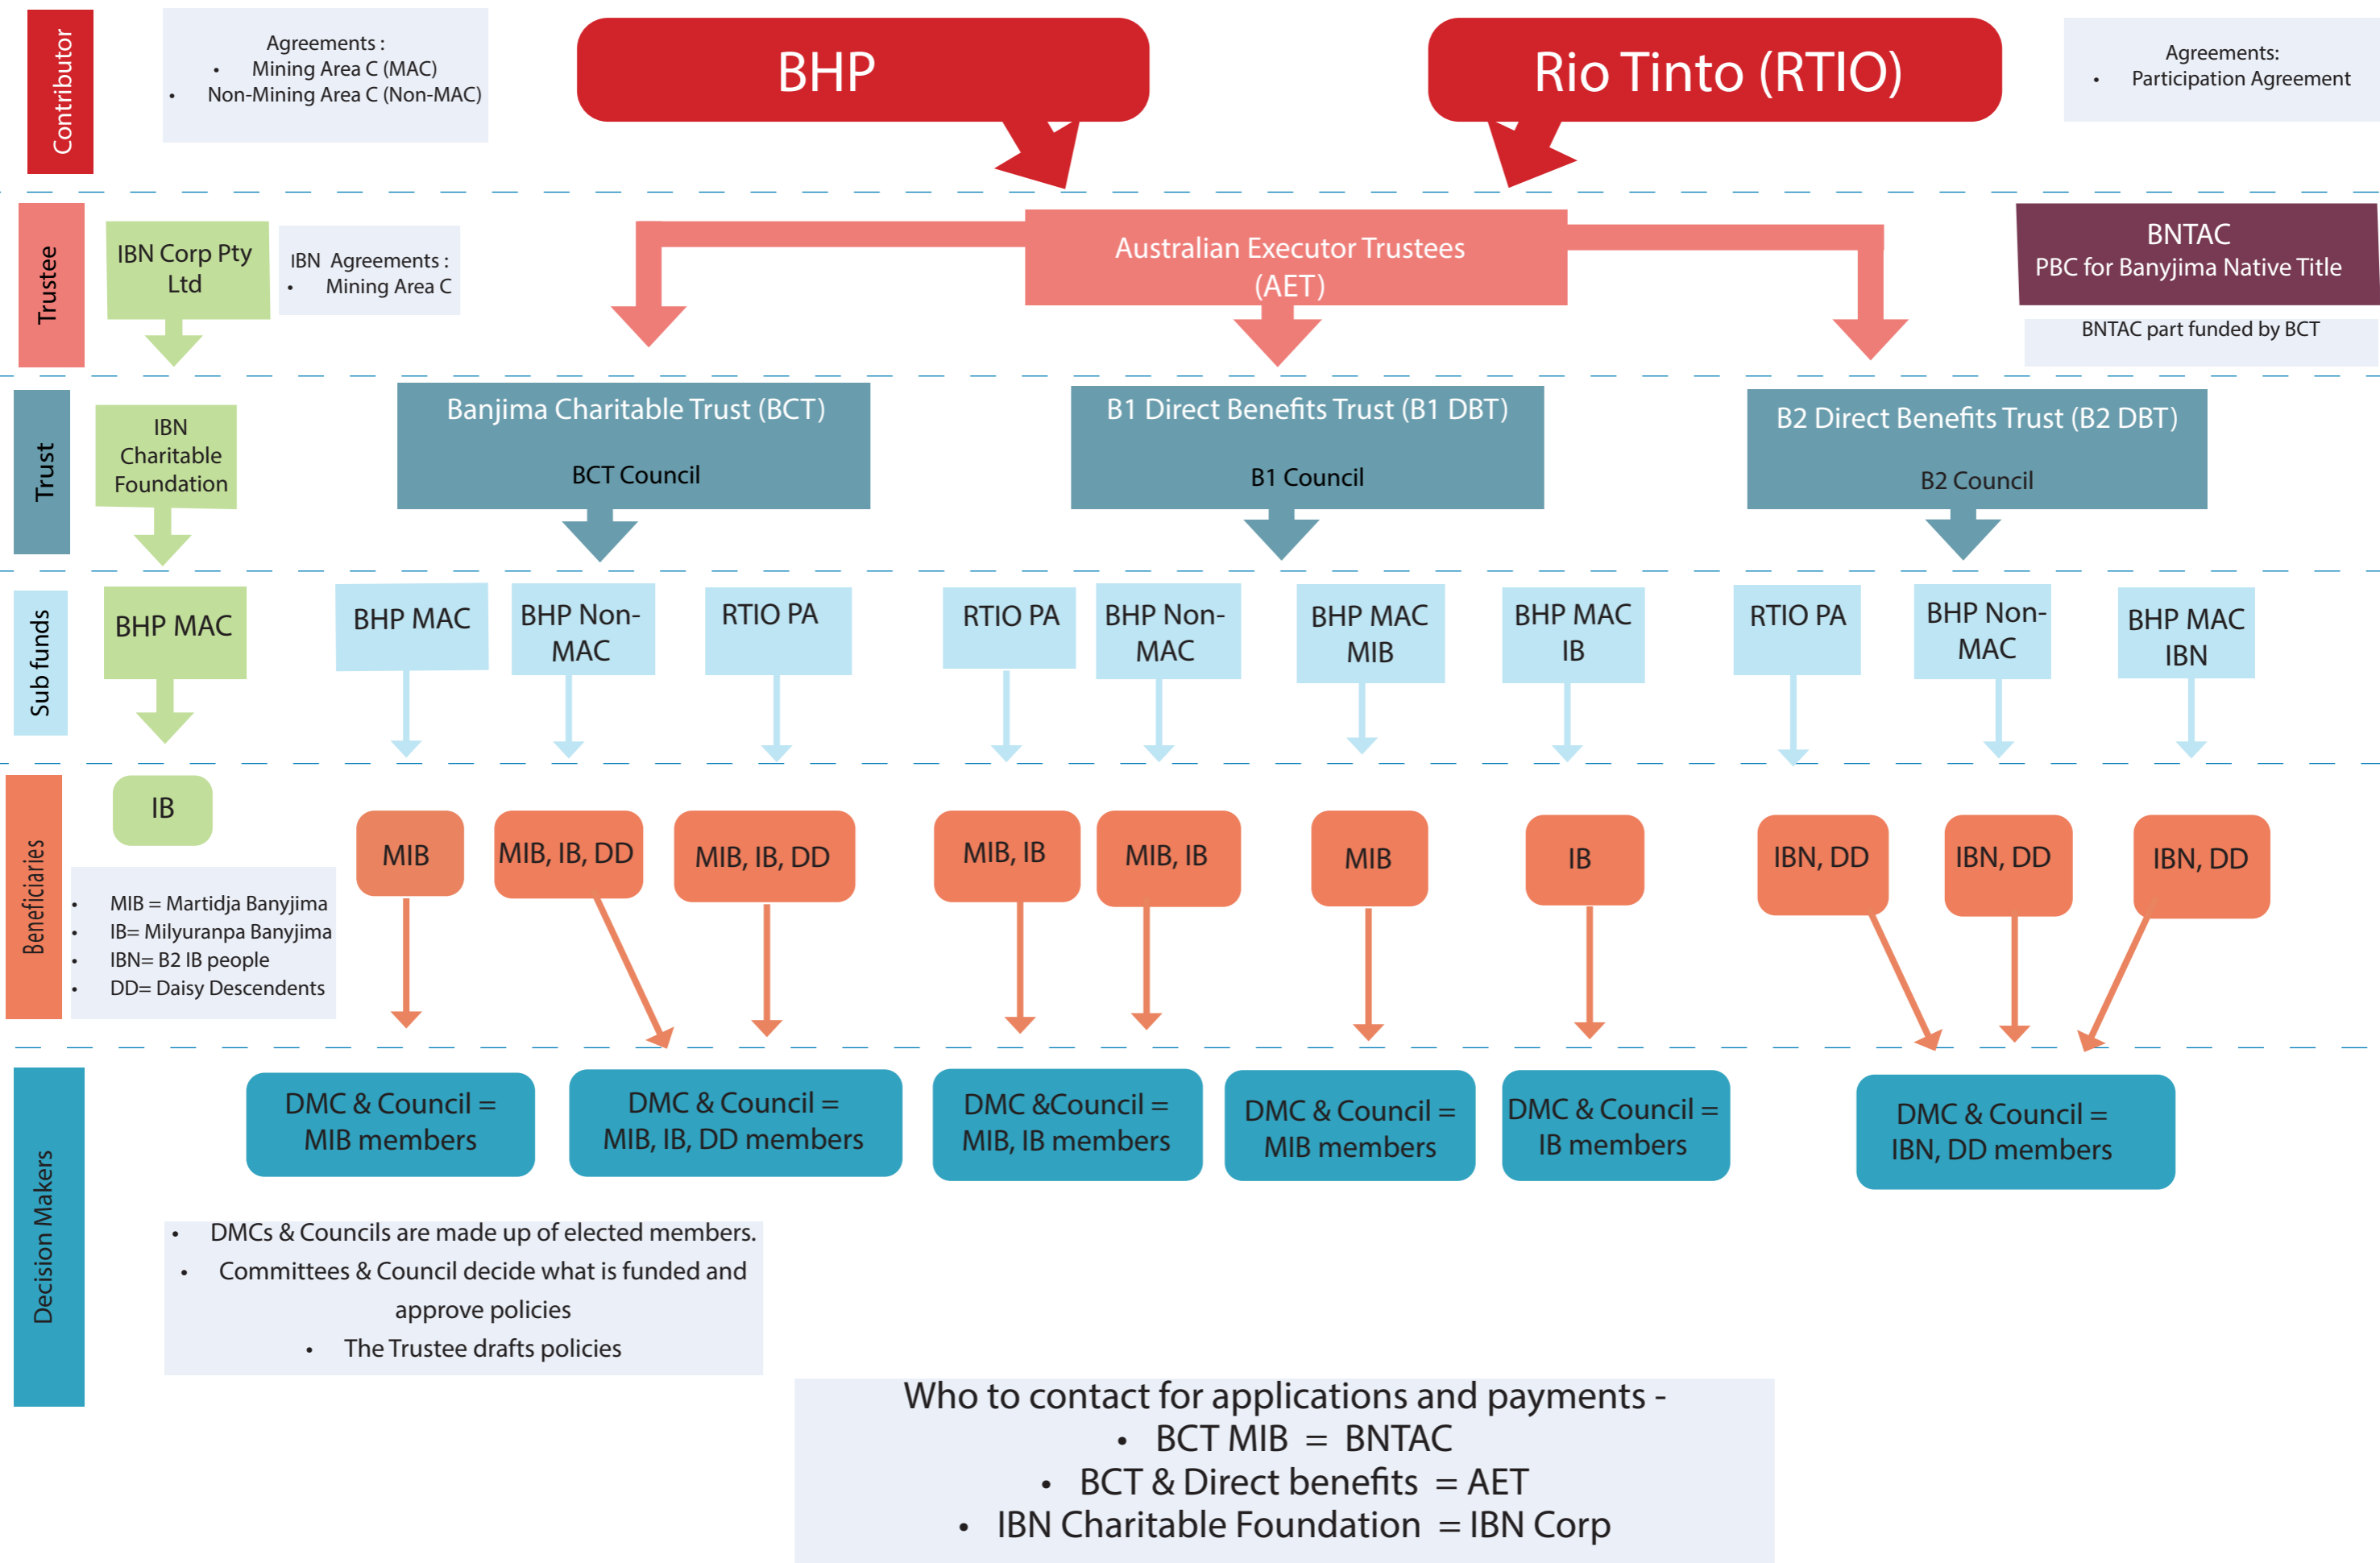 Contributor
Agreements :
• Mining Area C (MAC)
• Non-Mining Area C (Non-MAC)
BHP
Rio Tinto (RTIO)
Agreements:
• Participation Agreement
Trustee
IBN Corp Pty
Ltd
IBN Agreements :
• Mining Area C
Australian Executor Trustees
(AET)
BNTAC
PBC for Banyjima Native Title
BNTAC part funded by BCT
Trust
IBN
Charitable
Foundation
Banjima Charitable Trust (BCT)
BCT Council
B1 Direct Benefits Trust (B1 DBT)
B1 Council
B2 Direct Benefits Trust (B2 DBT)
B2 Council
Sub funds
BHP MAC
BHP MAC
BHP Non-
MAC
RTIO PA
RTIO PA
BHP Non-
MAC
BHP MAC
MIB
BHP MAC
IB
RTIO PA
BHP Non-
MAC
BHP MAC
IBN
Beneficiaries
IB
• MIB = Martidja Banyjima
• IB= Milyuranpa Banyjima
• IBN= B2 IB people
• DD= Daisy Descendents
MIB
MIB, IB, DD
MIB, IB, DD
MIB, IB
MIB, IB
MIB
IB
IBN, DD
IBN, DD
IBN, DD
Decision Makers
DMC & Council =
MIB members
DMC & Council =
MIB, IB, DD members
DMC &Council =
MIB, IB members
DMC & Council =
MIB members
DMC & Council =
IB members
DMC & Council =
IBN, DD members
• DMCs & Councils are made up of elected members.
• Committees & Council decide what is funded and
approve policies
• The Trustee drafts policies
Who to contact for applications and payments -
• BCT MIB = BNTAC
• BCT & Direct benefits = AET
• IBN Charitable Foundation = IBN Corp